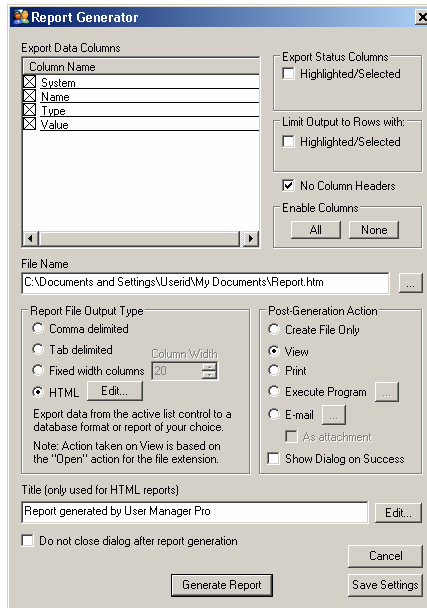 Report Generator
Export Data Columns
Column Name
System
Name
Type
Value
Export Status Columns
Highlighted/Selected
Limit Output to Rows with:
Highlighted/Selected
No Column Headers
Enable Columns
All
None
File Name
C:\Documents and Settings\Userid\My Documents\Report.htm
...
Report File Output Type
Comma delimited
Tab delimited
Column Width
Fixed width columns
20
HTML
Edit...
Export data from the active list control to a
database format or report of your choice.
Note: Action taken on View is based on
the "Open" action for the file extension.
Post-Generation Action
Create File Only
View
Print
Execute Program
...
E-mail
...
As attachment
Show Dialog on Success
Title (only used for HTML reports)
Report generated by User Manager Pro
Edit...
Do not close dialog after report generation
Cancel
Generate Report
Save Settings